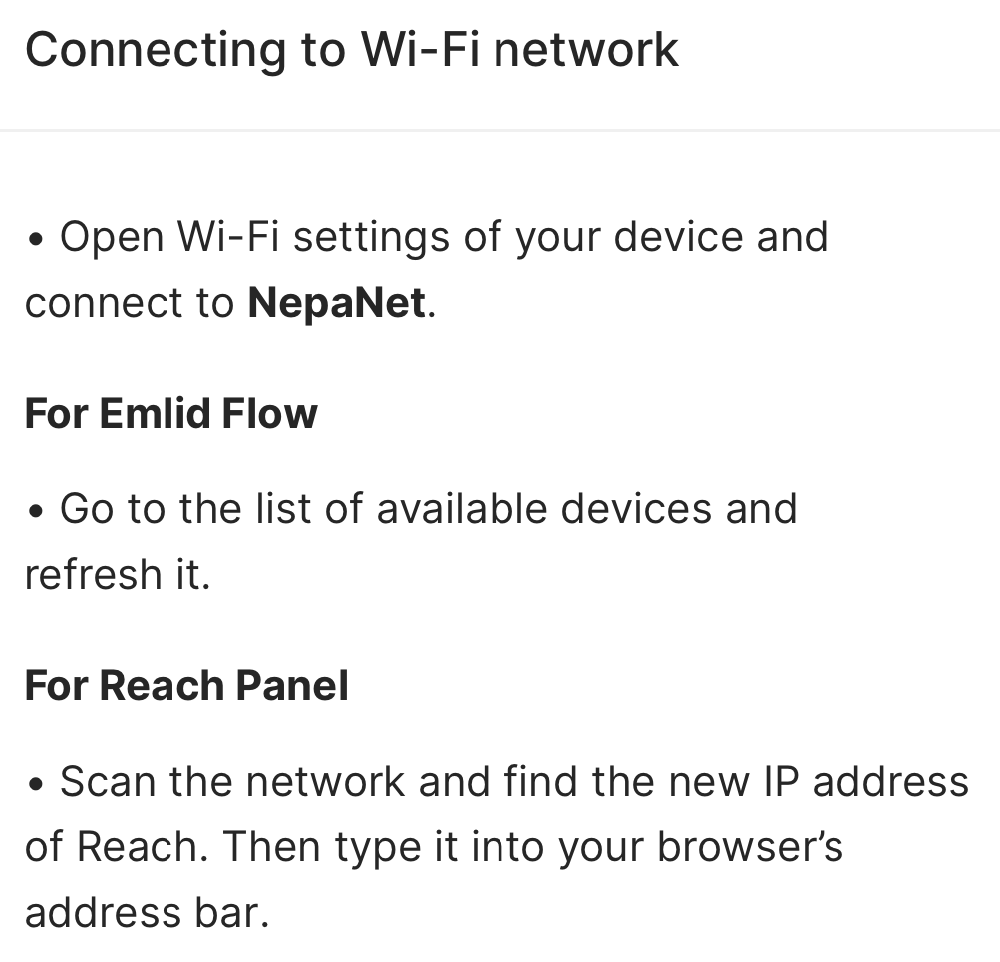 Connecting to Wi-Fi network
• Open Wi-Fi settings of your device and
connect to NepaNet.
For Emlid Flow
• Go to the list of available devices and
refresh it.
For Reach Panel
• Scan the network and find the new IP address
of Reach. Then type it into your browser’s
address bar.